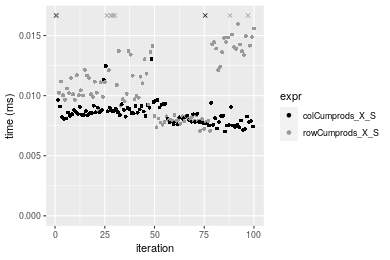 0.015
0.010
0.005
0.000
time (ms)
0
25
50
75
100
iteration
expr
colCumprods_X_S
rowCumprods_X_S